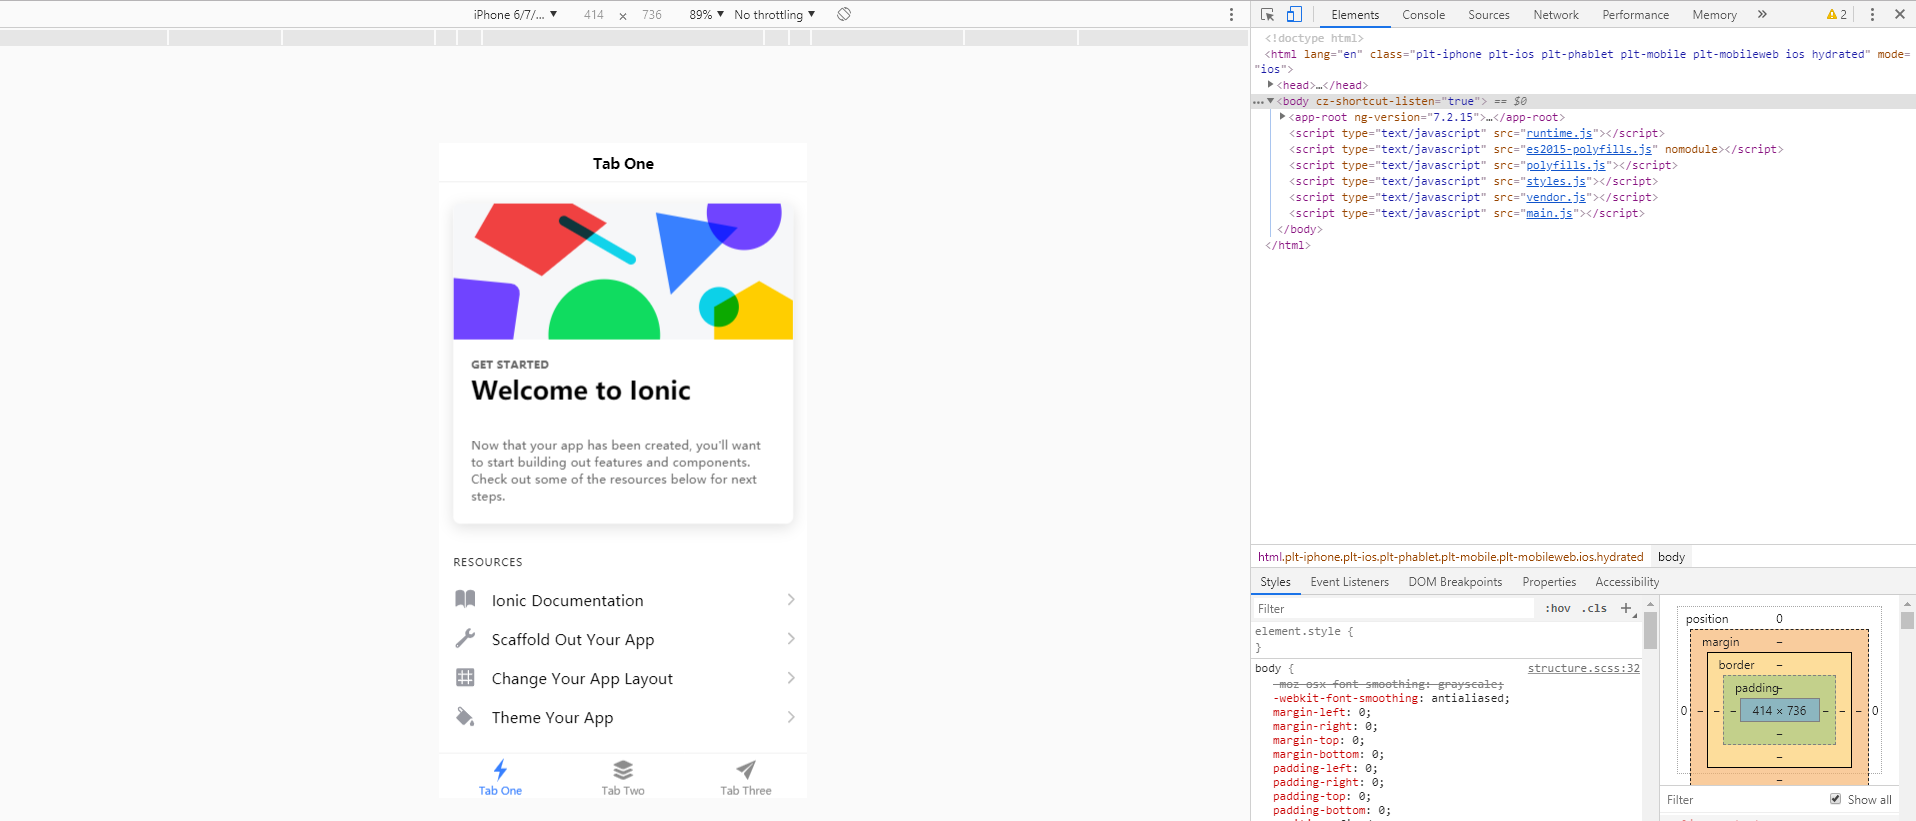 iPhone 6/7/... ▼ 414 × 736 89% ▼ No throttling ▼
Elements Console Sources Network Performance Memory » 2
Tab One
GET STARTED
Welcome to Ionic
Now that your app has been created, you'll want
to start building out features and components.
Check out some of the resources below for next
steps.
RESOURCES
Ionic Documentation
Scaffold Out Your App
Change Your App Layout
Theme Your App
Tab One Tab Two Tab Three
<!doctype html>
<html lang="en" class="plt-iphone plt-ios plt-phablet plt-mobile plt-mobileweb ios hydrated" mode=
"ios">
<head>…</head>
<body cz-shortcut-listen="true"> == $0
<app-root ng-version="7.2.15">…</app-root>
<script type="text/javascript" src="runtime.js"></script>
<script type="text/javascript" src="es2015-polyfills.js" nomodule></script>
<script type="text/javascript" src="polyfills.js"></script>
<script type="text/javascript" src="styles.js"></script>
<script type="text/javascript" src="vendor.js"></script>
<script type="text/javascript" src="main.js"></script>
</body>
</html>
html.plt-iphone.plt-ios.plt-phablet.plt-mobile.plt-mobileweb.ios.hydrated body
Styles Event Listeners DOM Breakpoints Properties Accessibility
Filter :hov .cls +
element.style {
}
body { structure.scss:32
-moz-osx-font-smoothing: grayscale;
-webkit-font-smoothing: antialiased;
margin-left: 0;
margin-right: 0;
margin-top: 0;
margin-bottom: 0;
padding-left: 0;
padding-right: 0;
padding-top: 0;
padding-bottom: 0;
position 0
margin –
border –
padding –
0 – – – 414 × 736 – – – 0
–
–
–
Filter Show all